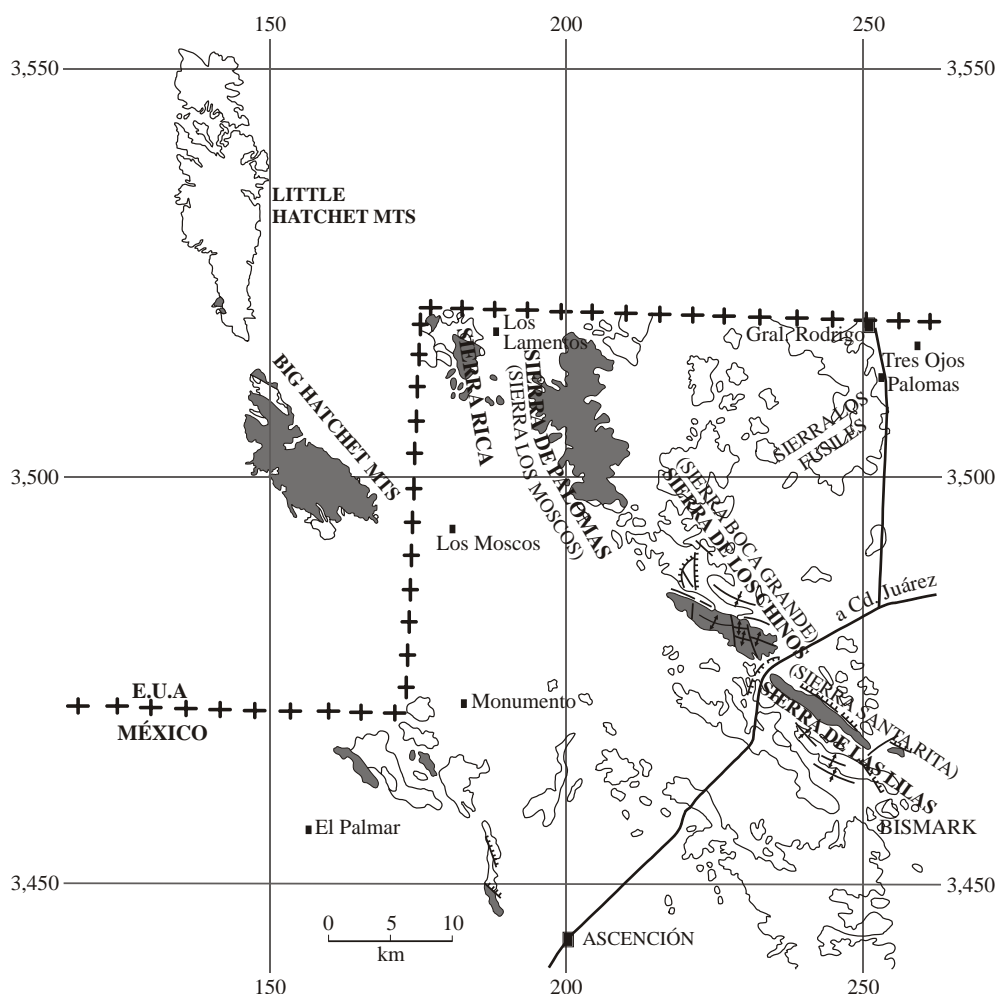 150 200 250
3,550 3,550
LITTLE
HATCHET MTS
Los
Lamentos
Gral. Rodrigo
Tres Ojos
Palomas
BIG HATCHET MTS
SIERRA RICA
SIERRA DE PALOMAS
(SIERRA LOS MOSCOS)
SIERRA LOS
FUSILES
3,500 3,500
(SIERRA BOCA GRANDE)
SIERRA DE LOS CHINOS
Los Moscos
a Cd. Juárez
E.U.A
MÉXICO
Monumento
(SIERRA SANTA RITA)
SIERRA DE LAS LILAS
El Palmar
BISMARK
3,450 3,450
0 5 10
km
ASCENCIÓN
150 200 250